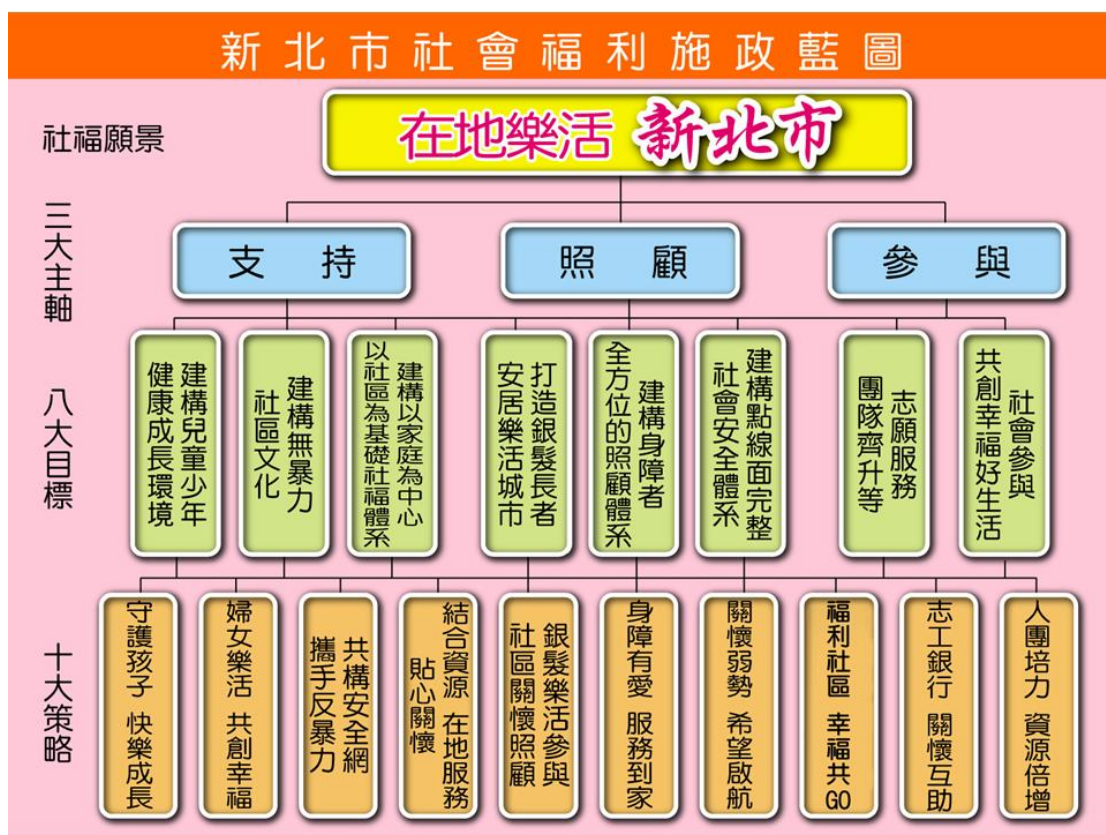 新北市社會福利施政藍圖
社福願景
在地樂活 新北市
三大主軸
支持
照顧
參與
八大目標
建構兒童少年
健康成長環境
建構無暴力
社區文化
建構以家庭為中心
以社區為基礎社福體系
打造銀髮長者
安居樂活城市
建構身障者
全方位的照顧體系
建構點線面完整
社會安全體系
志願服務
團隊齊升等
社會參與
共創幸福好生活
十大策略
守護孩子 快樂成長
婦女樂活 共創幸福
共構安全網
攜手反暴力
結合資源 在地服務
貼心關懷
銀髮樂活參與
社區關懷照顧
身障有愛 服務到家
關懷弱勢 希望啟航
福利社區 幸福共GO
志工銀行 關懷互助
人團培力 資源倍增